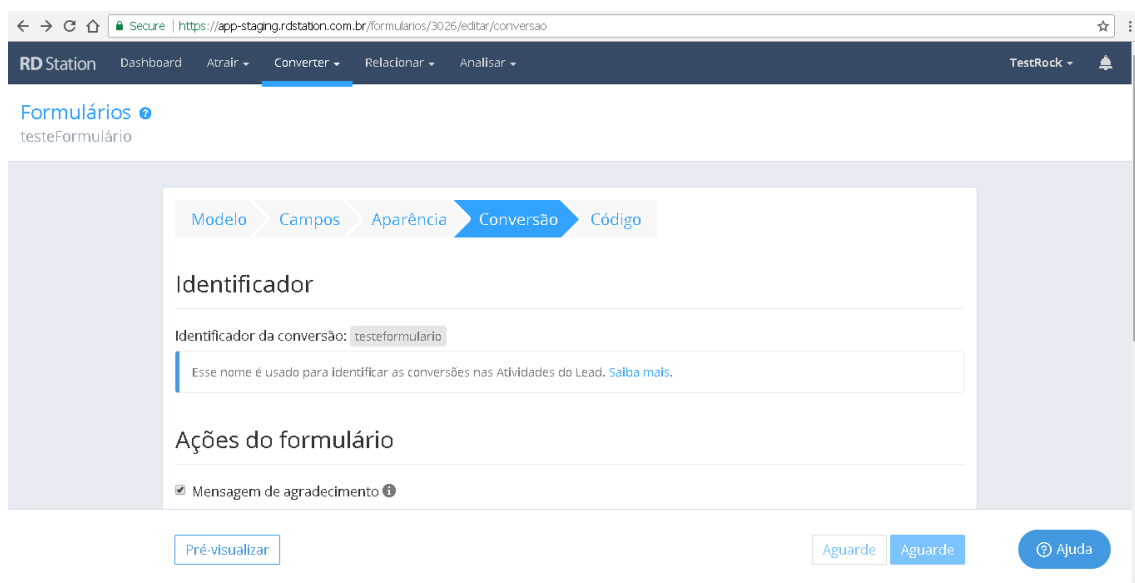 Secure | https://app-staging.rdstation.com.br/formularios/3026/editar/conversao
RD Station Dashboard Atrair Converter Relacionar Analisar TestRock
Formulários ?
testeFormulário
Modelo Campos Aparência Conversão Código
Identificador
Identificador da conversão: testeformulario
Esse nome é usado para identificar as conversões nas Atividades do Lead. Saiba mais.
Ações do formulário
Mensagem de agradecimento i
Pré-visualizar Aguarde Aguarde ? Ajuda